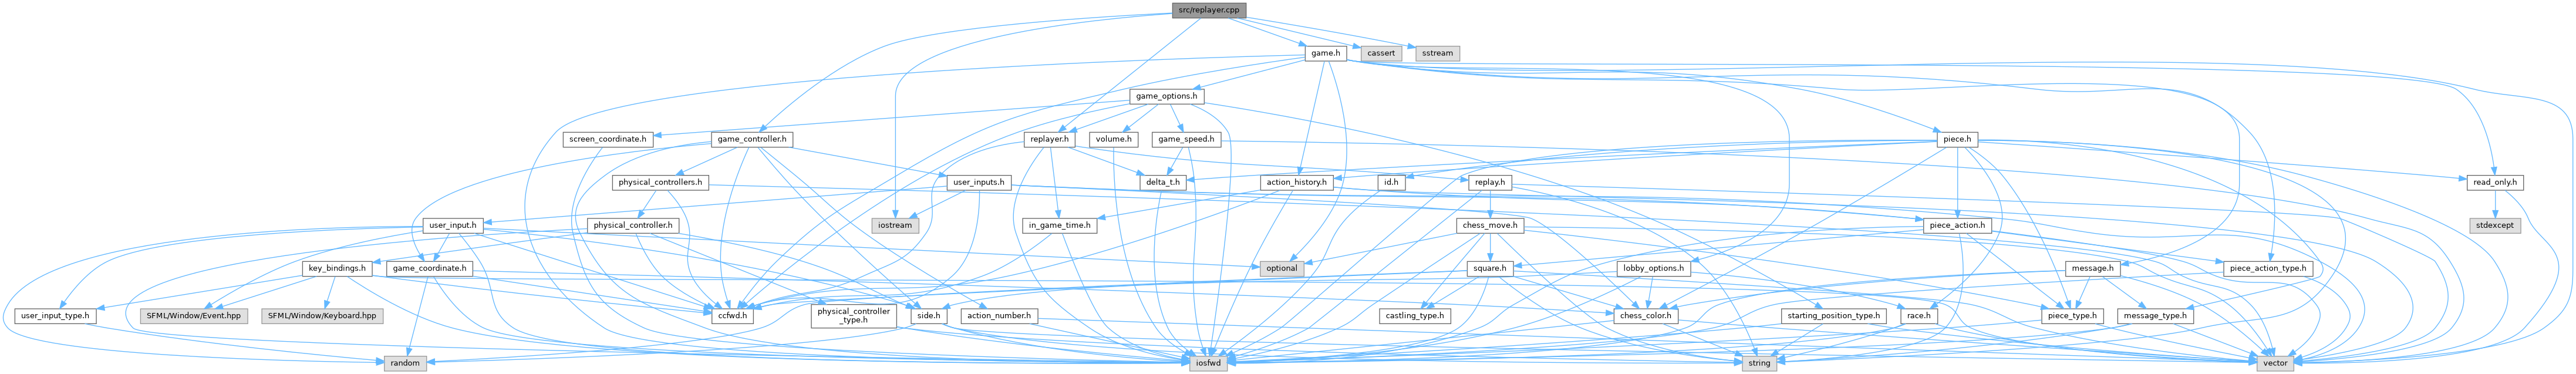 src/replayer.cpp
game.h
cassert
sstream
game_options.h
screen_coordinate.h
game_controller.h
replayer.h
volume.h
game_speed.h
piece.h
physical_controllers.h
user_inputs.h
delta_t.h
action_history.h
id.h
replay.h
read_only.h
user_input.h
physical_controller.h
iostream
in_game_time.h
chess_move.h
piece_action.h
stdexcept
key_bindings.h
game_coordinate.h
optional
square.h
lobby_options.h
message.h
piece_action_type.h
user_input_type.h
SFML/Window/Event.hpp
SFML/Window/Keyboard.hpp
ccfwd.h
physical_controller
_type.h
side.h
action_number.h
castling_type.h
chess_color.h
starting_position_type.h
race.h
piece_type.h
message_type.h
random
iosfwd
string
vector